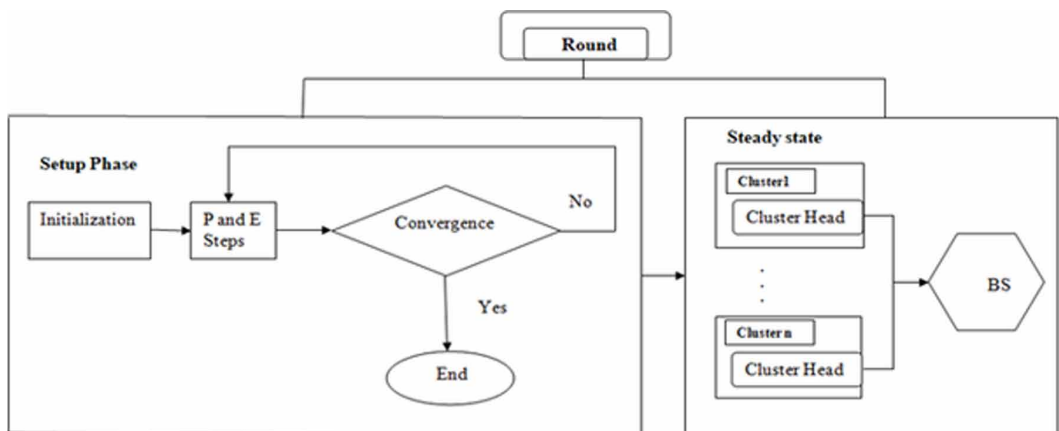 Round
Setup Phase
Initialization
P and E
Steps
Convergence
No
Yes
End
Steady state
Cluster1
Cluster Head
Cluster n
Cluster Head
BS